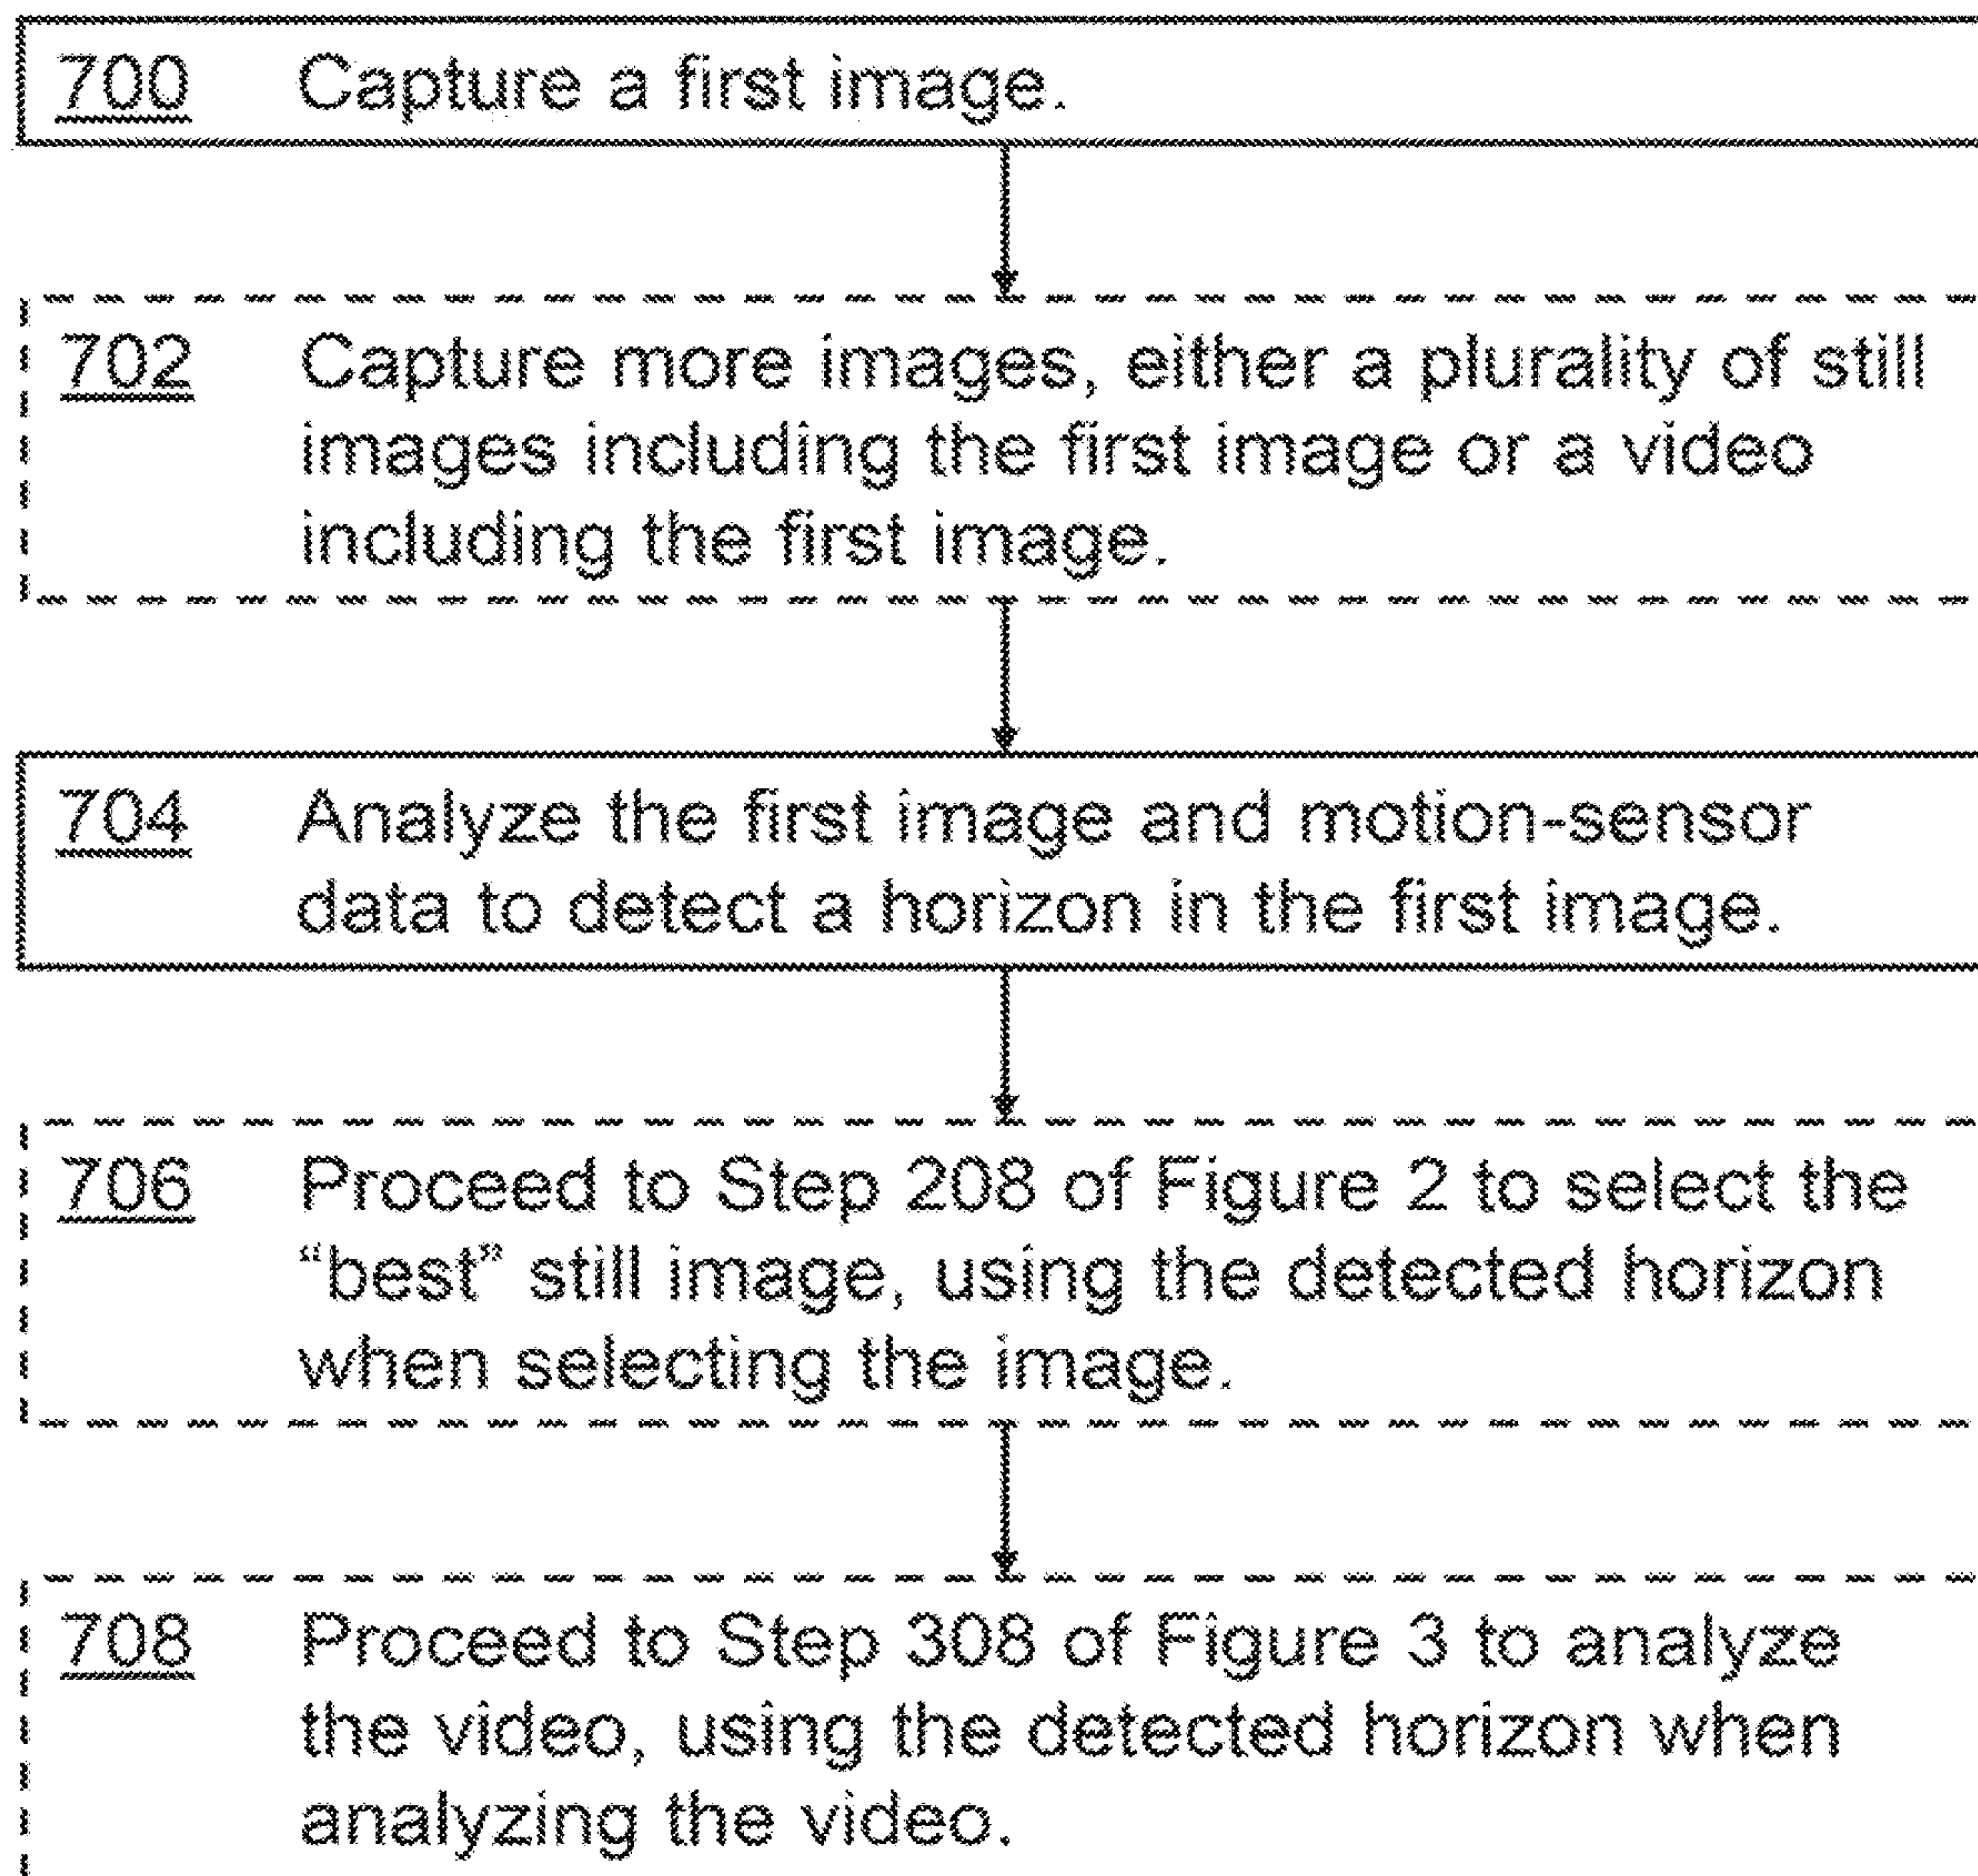 700 Capture a first image.
702 Capture more images, either a plurality of still
images including the first image or a video
including the first image.
704 Analyze the first image and motion-sensor
data to detect a horizon in the first image.
706 Proceed to Step 208 of Figure 2 to select the
“best” still image, using the detected horizon
when selecting the image.
708 Proceed to Step 308 of Figure 3 to analyze
the video, using the detected horizon when
analyzing the video.